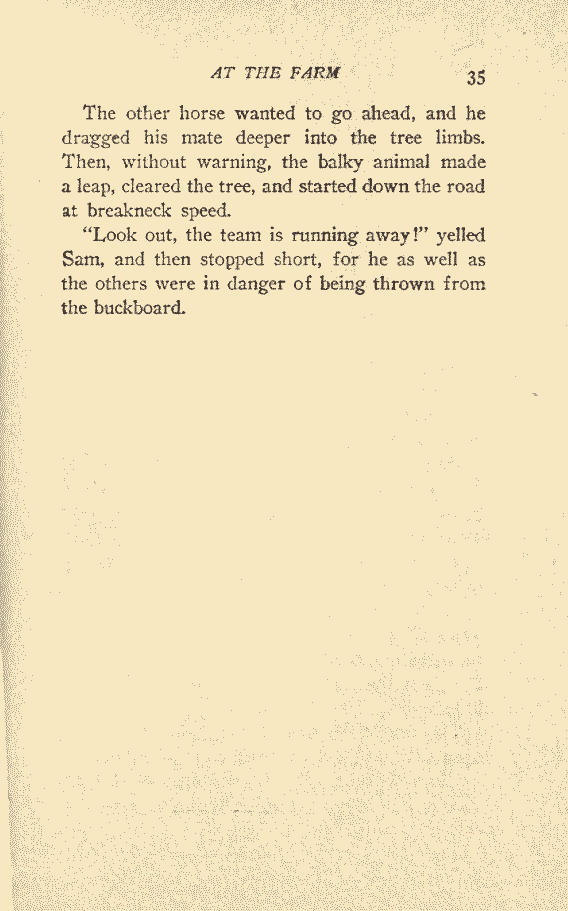 AT THE FARM 35
The other horse wanted to go ahead, and he
dragged his mate deeper into the tree limbs.
Then, without warning, the balky animal made
a leap, cleared the tree, and started down the road
at breakneck speed.
“Look out, the team is running away!” yelled
Sam, and then stopped short, for he as well as
the others were in danger of being thrown from
the buckboard.